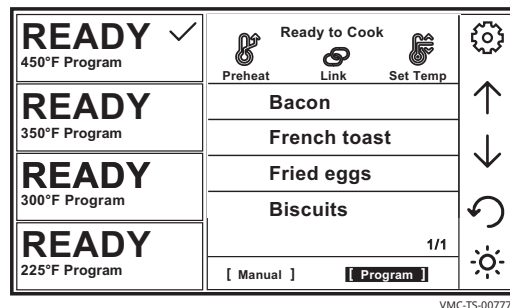 READY
450°F Program
READY
350°F Program
READY
300°F Program
READY
225°F Program
Ready to Cook
Preheat Link Set Temp
Bacon
French toast
Fried eggs
Biscuits
1/1
[ Manual ] [ Program ]
VMC-TS-00777